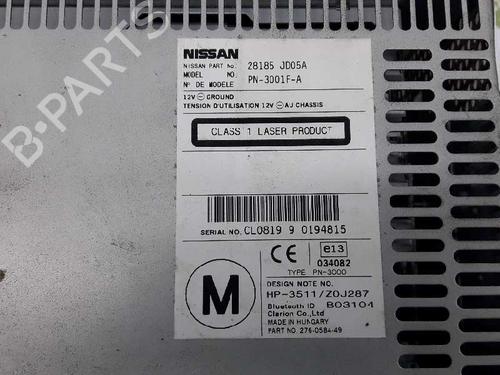 NISSAN
NISSAN PART No. 28185 JD05A
MODEL NO. PN-3001F-A
Nº DE MODELE
12V ⊖ GROUND
TENSION D'UTILISATION 12V ⊖ AU CHASSIS
CLASS 1 LASER PRODUCT
SERIAL NO. CL0819 9 0194815
CE e13
034082
TYPE PN-3000
M
DESIGN NOTE NO.
HP-3511/Z0J287
Bluetooth ID B03104
Clarion Co.,Ltd
MADE IN HUNGARY
PART NO. 276-0584-49
B-PARTS